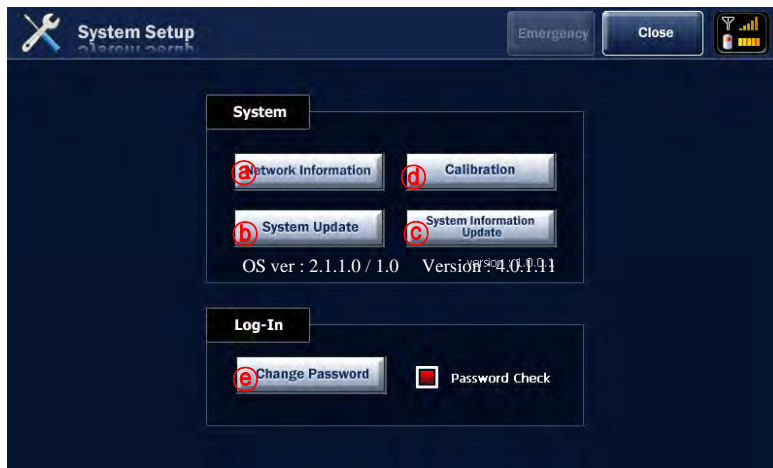 System Setup
Emergency
Close
System
ⓐ Network Information
ⓓ Calibration
ⓑ System Update
ⓒ System Information
Update
OS ver : 2.1.1.0 / 1.0 Version : 4.0.1.11
Log-In
ⓔ Change Password
Password Check